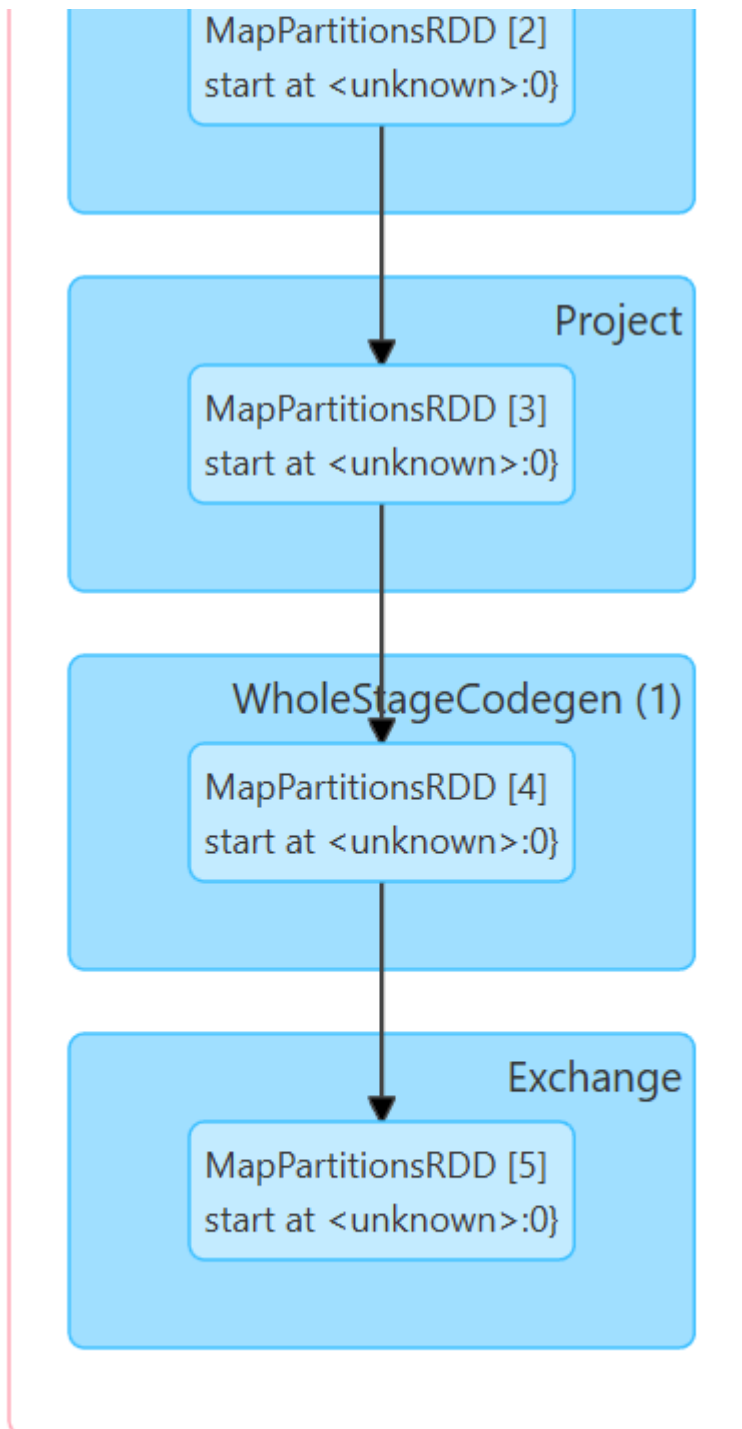 MapPartitionsRDD [2]
start at <unknown>:0}
Project
MapPartitionsRDD [3]
start at <unknown>:0}
WholeStageCodegen (1)
MapPartitionsRDD [4]
start at <unknown>:0}
Exchange
MapPartitionsRDD [5]
start at <unknown>:0}